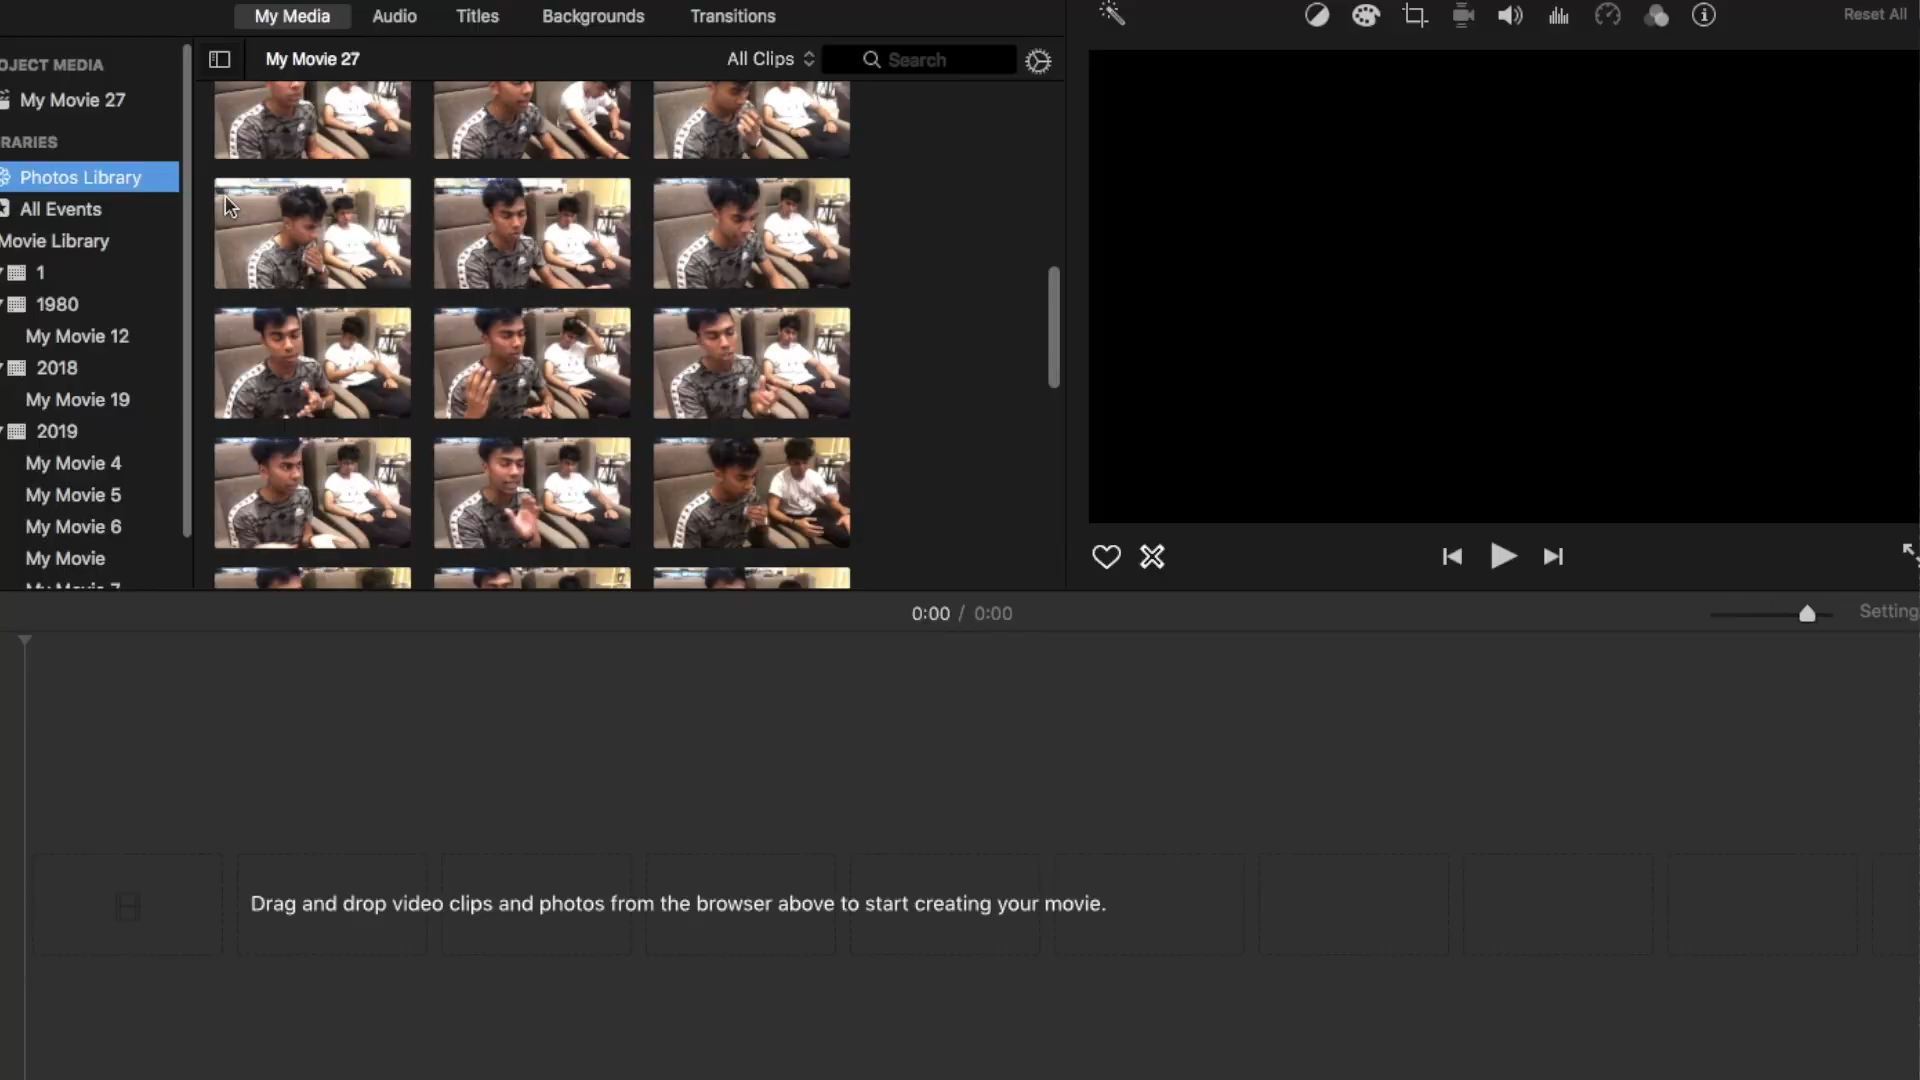 My Media Audio Titles Backgrounds Transitions
Reset All
OJECT MEDIA
My Movie 27
All Clips
Search
My Movie 27
RARIES
Photos Library
All Events
Movie Library
1
1980
My Movie 12
2018
My Movie 19
2019
My Movie 4
My Movie 5
My Movie 6
My Movie
My Movie 7
0:00 / 0:00
Setting
Drag and drop video clips and photos from the browser above to start creating your movie.